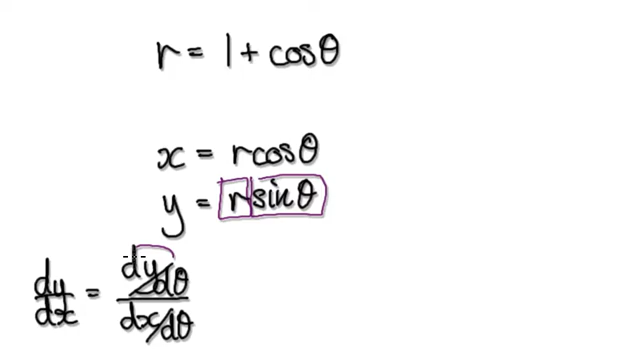 r = 1 + cosθ
x = rcosθ
y = rsinθ
dy/dx = (dy/dθ)/(dx/dθ)